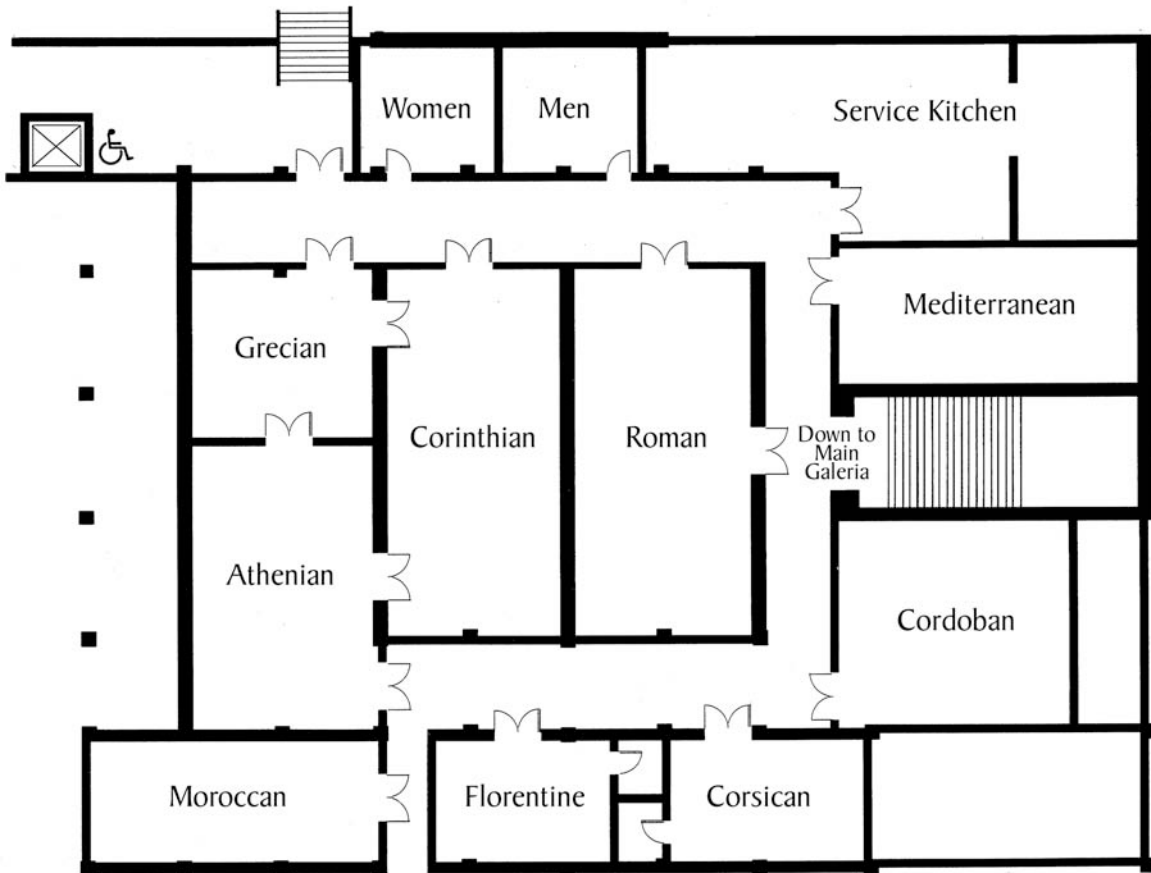 Women
Men
Service Kitchen
Mediterranean
Grecian
Corinthian
Roman
Down to
Main
Galeria
Athenian
Cordoban
Moroccan
Florentine
Corsican